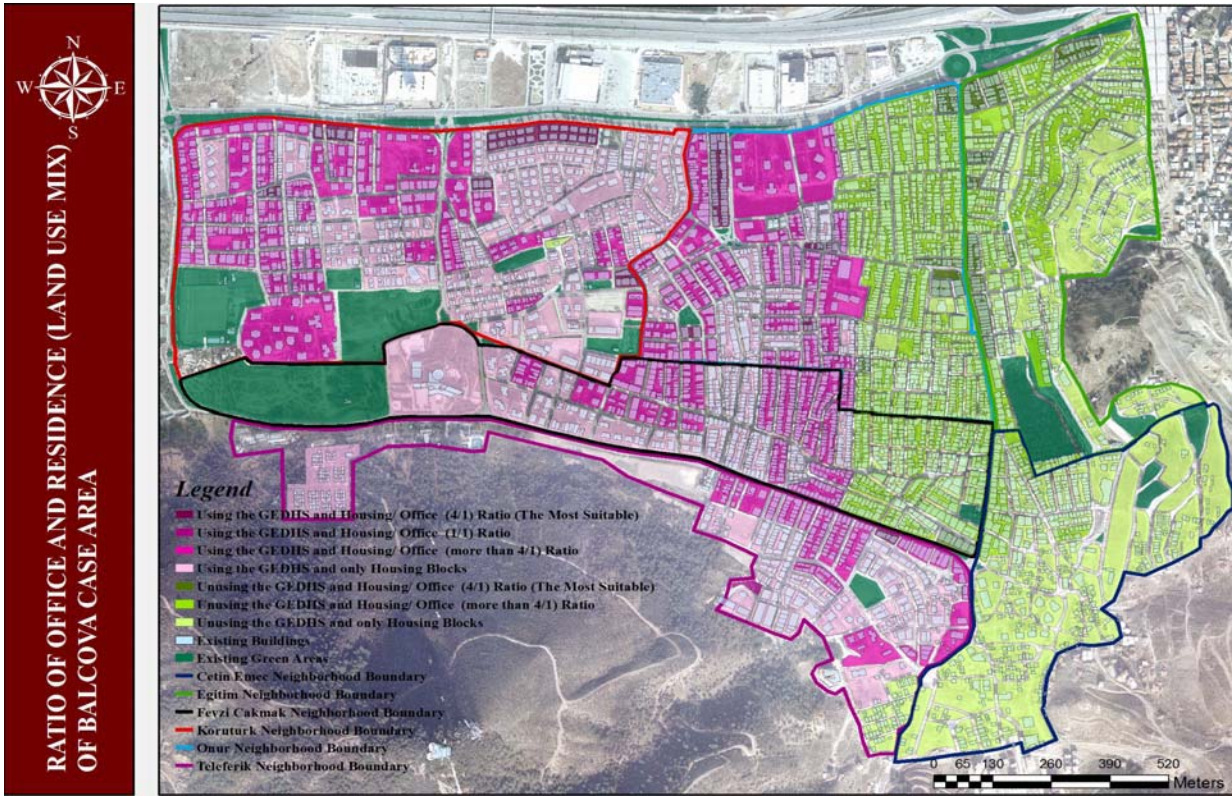 RATIO OF OFFICE AND RESIDENCE (LAND USE MIX)
OF BALCOVA CASE AREA
N
W E
S
Legend
Using the GEDHS and Housing/ Office (4/1) Ratio (The Most Suitable)
Using the GEDHS and Housing/ Office (1/1) Ratio
Using the GEDHS and Housing/ Office (more than 4/1) Ratio
Using the GEDHS and only Housing Blocks
Unusing the GEDHS and Housing/ Office (4/1) Ratio (The Most Suitable)
Unusing the GEDHS and Housing/ Office (more than 4/1) Ratio
Unusing the GEDHS and only Housing Blocks
Existing Buildings
Existing Green Areas
Cetin Emec Neighborhood Boundary
Egitim Neighborhood Boundary
Fevzi Cakmak Neighborhood Boundary
Koruturk Neighborhood Boundary
Onur Neighborhood Boundary
Teleferik Neighborhood Boundary
0 65 130 260 390 520
Meters